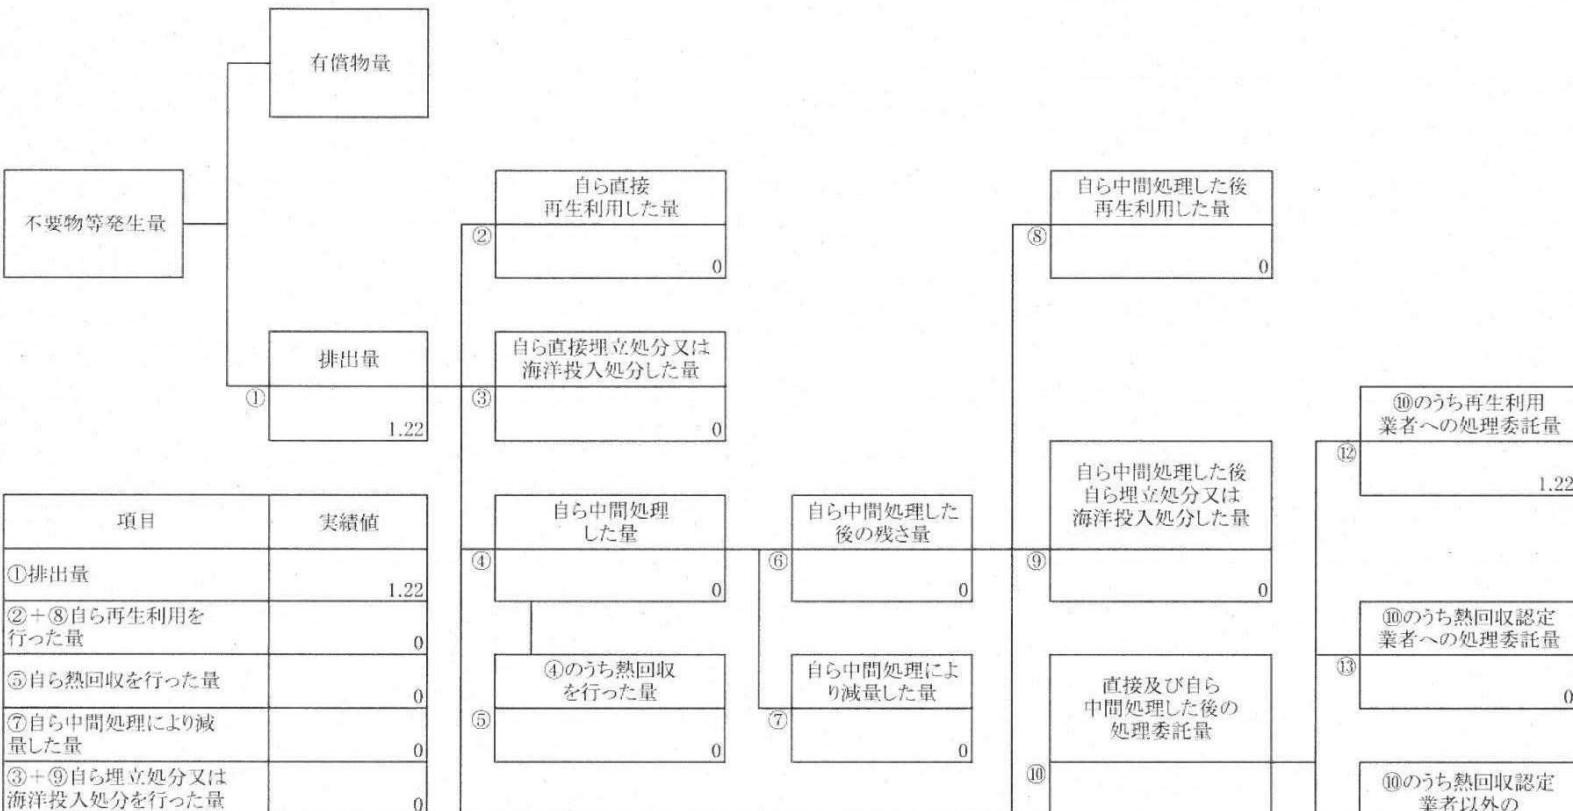 有償物量
不要物等発生量
自ら直接
再生利用した量
②
0
自ら中間処理した後
再生利用した量
⑧
0
排出量
①
1.22
自ら直接埋立処分又は
海洋投入処分した量
③
0
⑩のうち再生利用
業者への処理委託量
⑫
1.22
自ら中間処理した後
自ら埋立処分又は
海洋投入処分した量
⑨
0
自ら中間処理
した量
④
0
自ら中間処理した
後の残さ量
⑥
0
⑩のうち熱回収認定
業者への処理委託量
⑬
0
④のうち熱回収
を行った量
⑤
0
自ら中間処理によ
り減量した量
⑦
0
直接及び自ら
中間処理した後の
処理委託量
⑩
⑩のうち熱回収認定
業者以外の
項目 実績値
①排出量 1.22
②+⑧自ら再生利用を
行った量 0
⑤自ら熱回収を行った量 0
⑦自ら中間処理により減
量した量 0
③+⑨自ら埋立処分又は
海洋投入処分を行った量 0